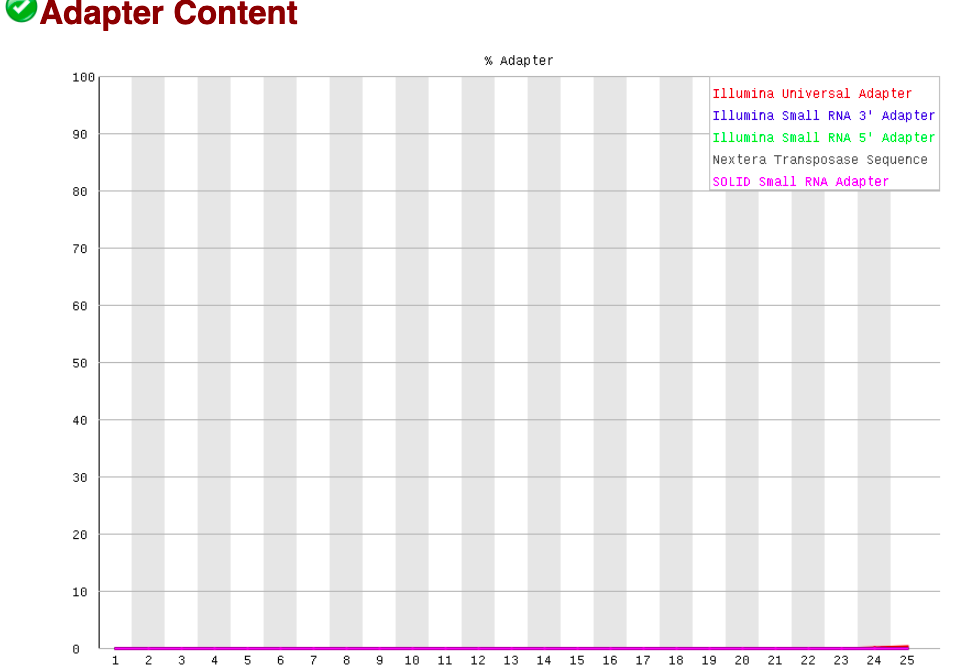 Adapter Content
% Adapter
100
Illumina Universal Adapter
Illumina Small RNA 3' Adapter
Illumina Small RNA 5' Adapter
Nextera Transposase Sequence
SOLID Small RNA Adapter
90
80
70
60
50
40
30
20
10
0
1 2 3 4 5 6 7 8 9 10 11 12 13 14 15 16 17 18 19 20 21 22 23 24 25